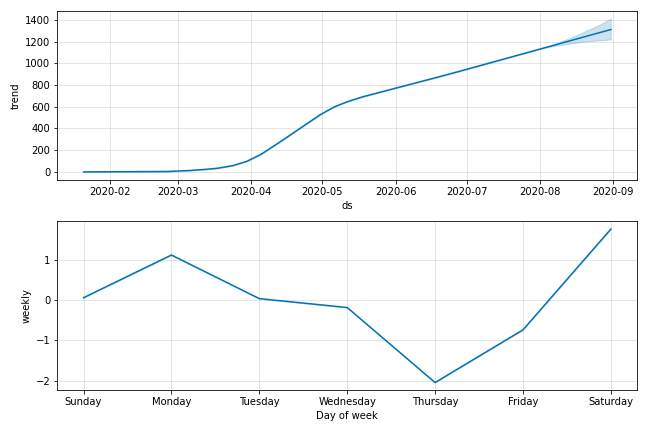 1400
1200
1000
800
600
400
200
0
trend
2020-02 2020-03 2020-04 2020-05 2020-06 2020-07 2020-08 2020-09
ds
1
0
−1
−2
weekly
Sunday Monday Tuesday Wednesday Thursday Friday Saturday
Day of week